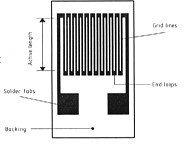 Grid lines
Active length
End loops
Solder tabs
Backing